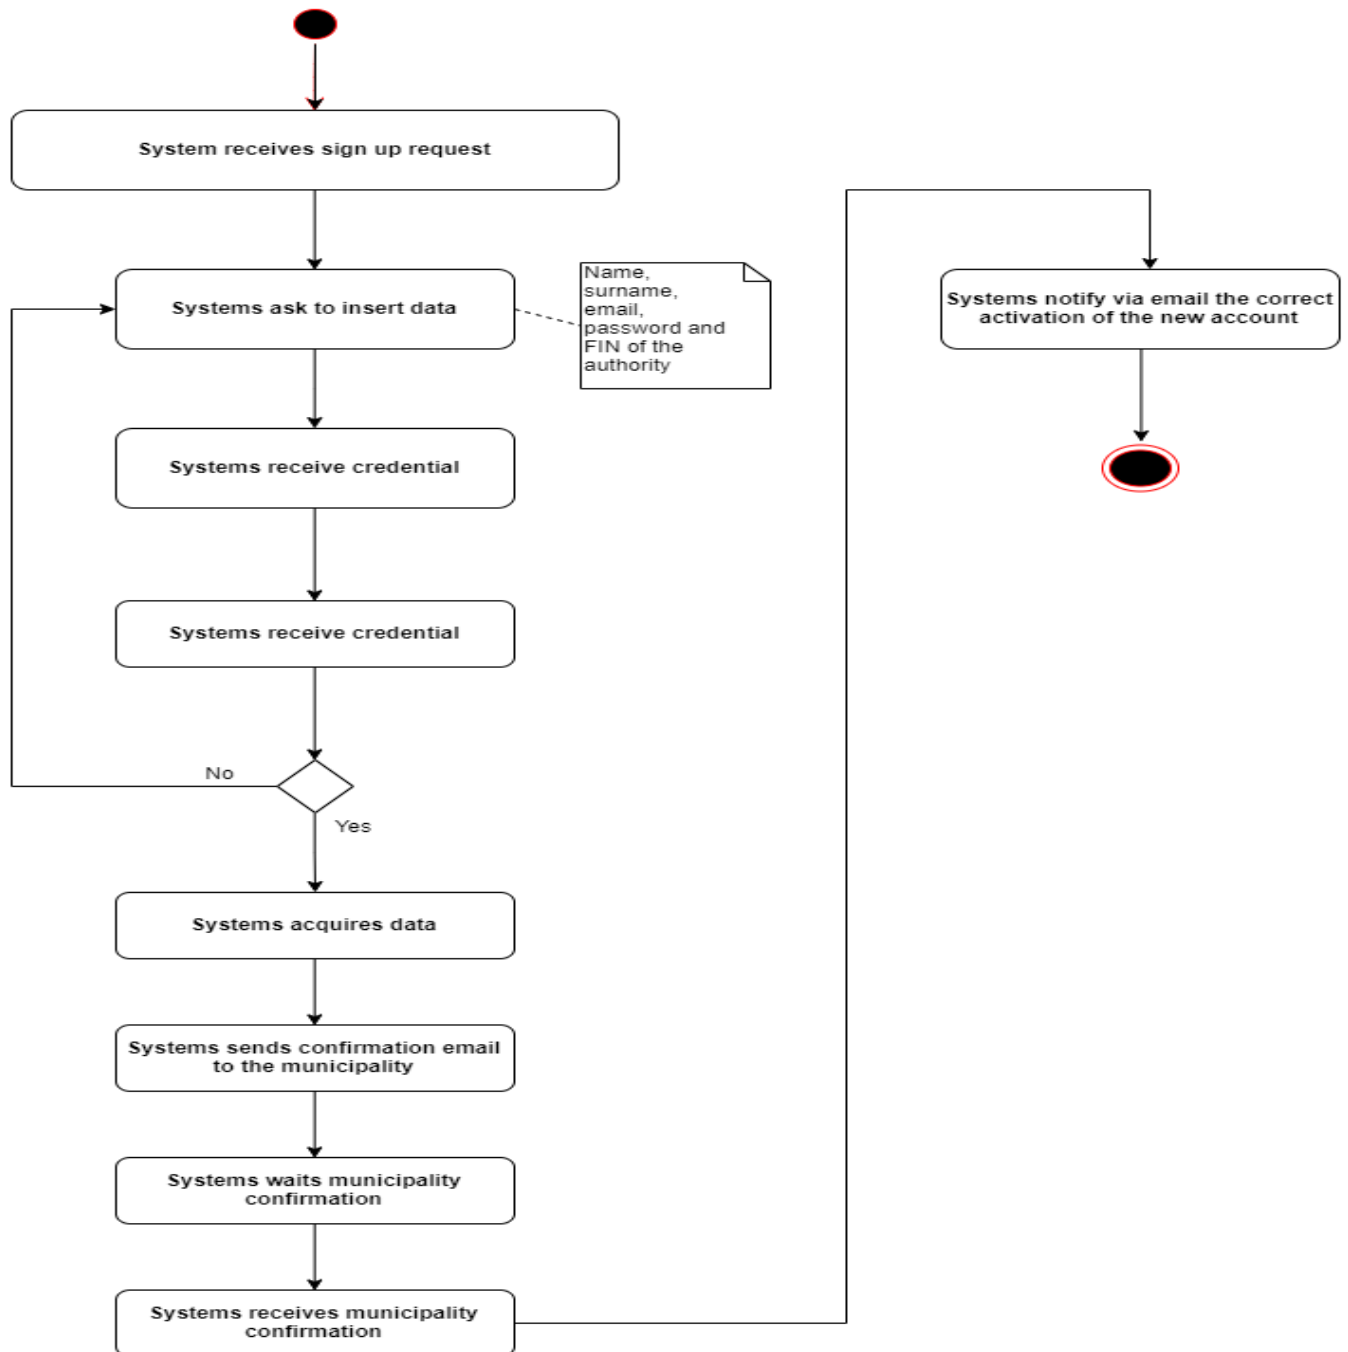 System receives sign up request
Systems ask to insert data
Name,
surname,
email,
password and
FIN of the
authority
Systems receive credential
Systems receive credential
No
Yes
Systems acquires data
Systems sends confirmation email
to the municipality
Systems waits municipality
confirmation
Systems receives municipality
confirmation
Systems notify via email the correct
activation of the new account